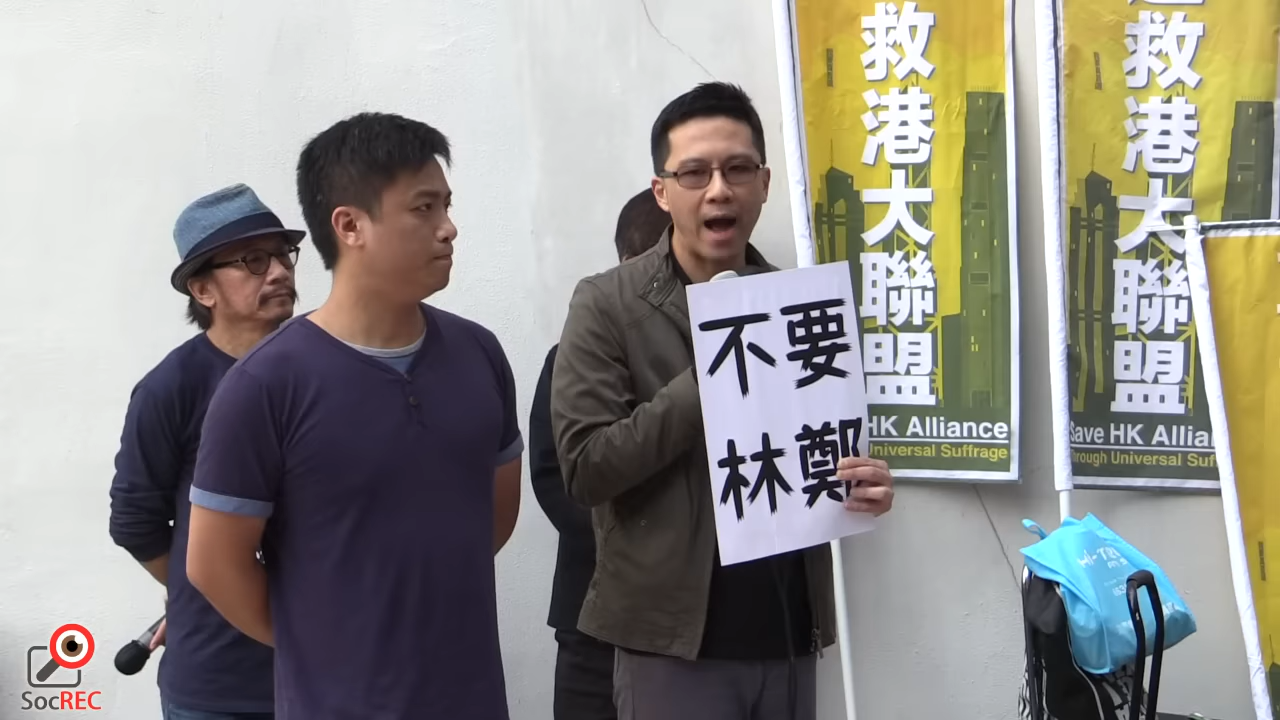 救港大聯盟
HK Alliance
Universal Suffrage
救港大聯盟
Save HK Allian
hrough Universal Suf
不要
林鄭
SocREC